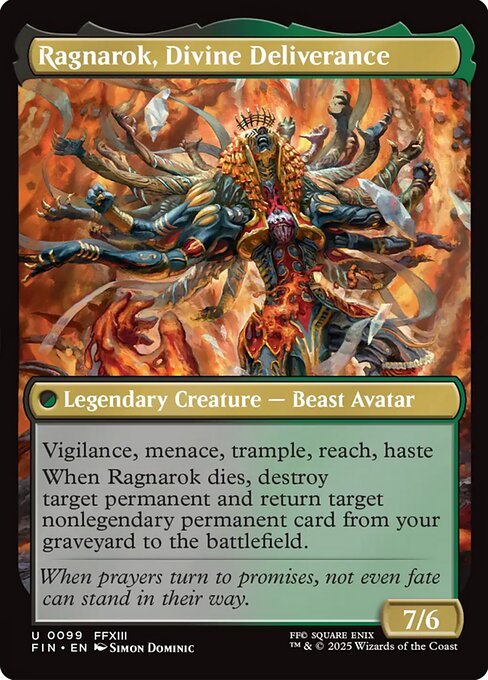 Ragnarok, Divine Deliverance
Legendary Creature — Beast Avatar
Vigilance, menace, trample, reach, haste
When Ragnarok dies, destroy
target permanent and return target
nonlegendary permanent card from your
graveyard to the battlefield.
When prayers turn to promises, not even fate
can stand in their way.
7/6
U 0099 FFXIII
FIN • EN Simon Dominic
FF© SQUARE ENIX
™ & © 2025 Wizards of the Coast